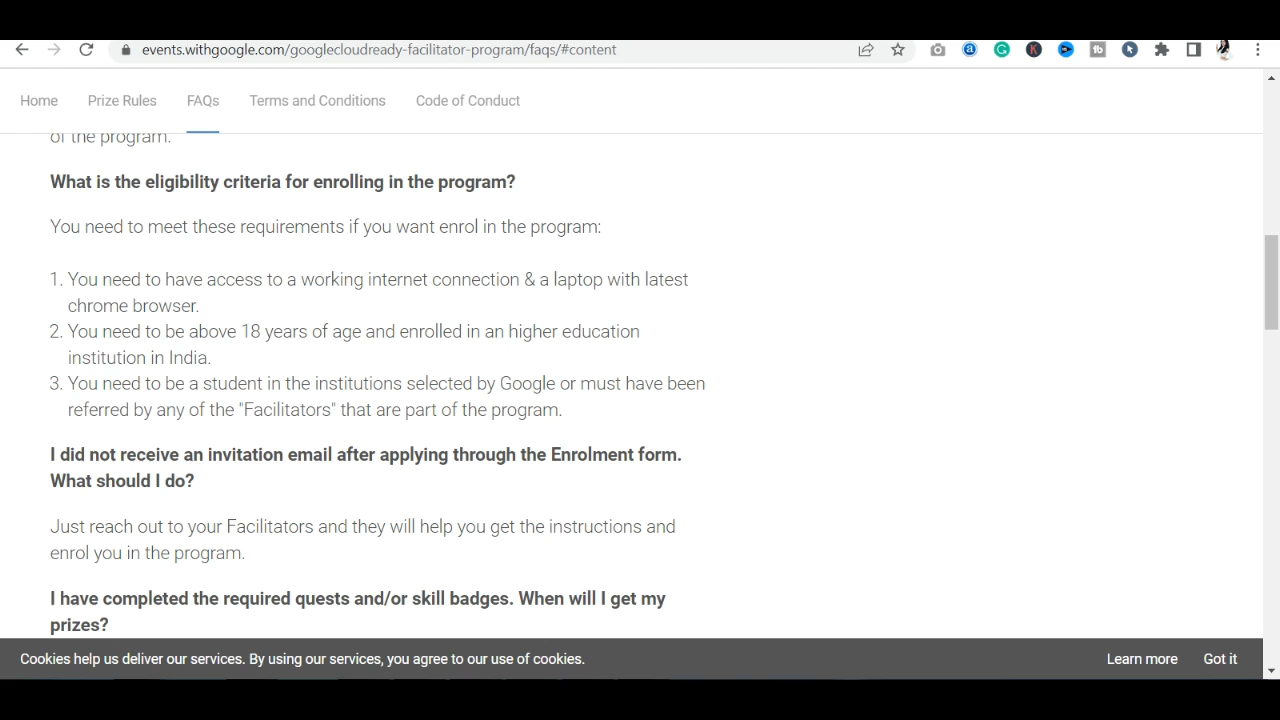 events.withgoogle.com/googlecloudready-facilitator-program/faqs/#content
Home Prize Rules FAQs Terms and Conditions Code of Conduct
of the program.
What is the eligibility criteria for enrolling in the program?
You need to meet these requirements if you want enrol in the program:
1. You need to have access to a working internet connection & a laptop with latest
chrome browser.
2. You need to be above 18 years of age and enrolled in an higher education
institution in India.
3. You need to be a student in the institutions selected by Google or must have been
referred by any of the "Facilitators" that are part of the program.
I did not receive an invitation email after applying through the Enrolment form.
What should I do?
Just reach out to your Facilitators and they will help you get the instructions and
enrol you in the program.
I have completed the required quests and/or skill badges. When will I get my
prizes?
Cookies help us deliver our services. By using our services, you agree to our use of cookies. Learn more Got it